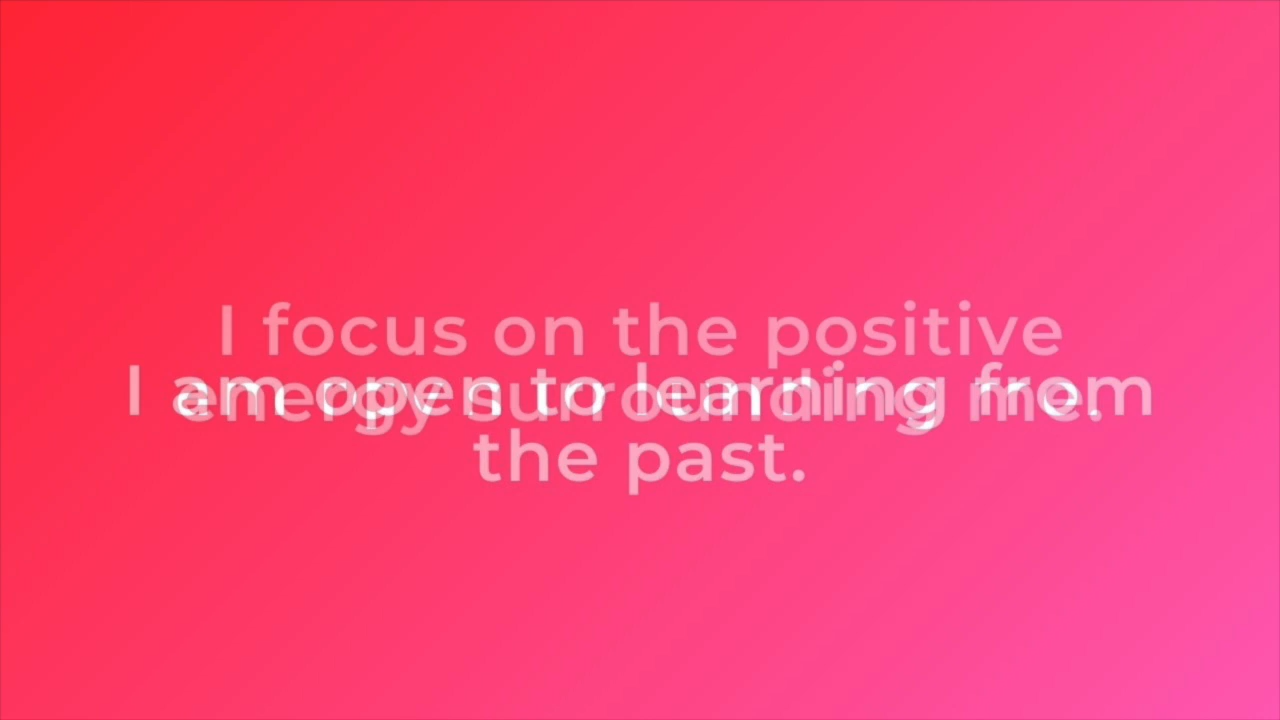 I focus on the positive
energy surrounding me.
I am open to learning from
the past.